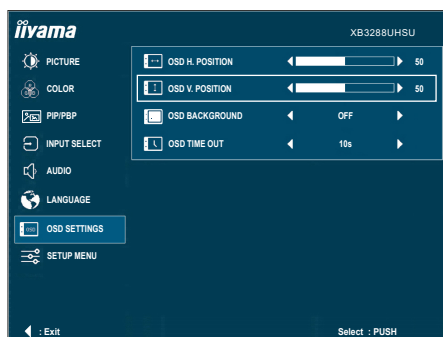 iiyama
XB3288UHSU
PICTURE
COLOR
PIP/PBP
INPUT SELECT
AUDIO
LANGUAGE
OSD SETTINGS
SETUP MENU
OSD H. POSITION 50
OSD V. POSITION 50
OSD BACKGROUND OFF
OSD TIME OUT 10s
: Exit
Select : PUSH